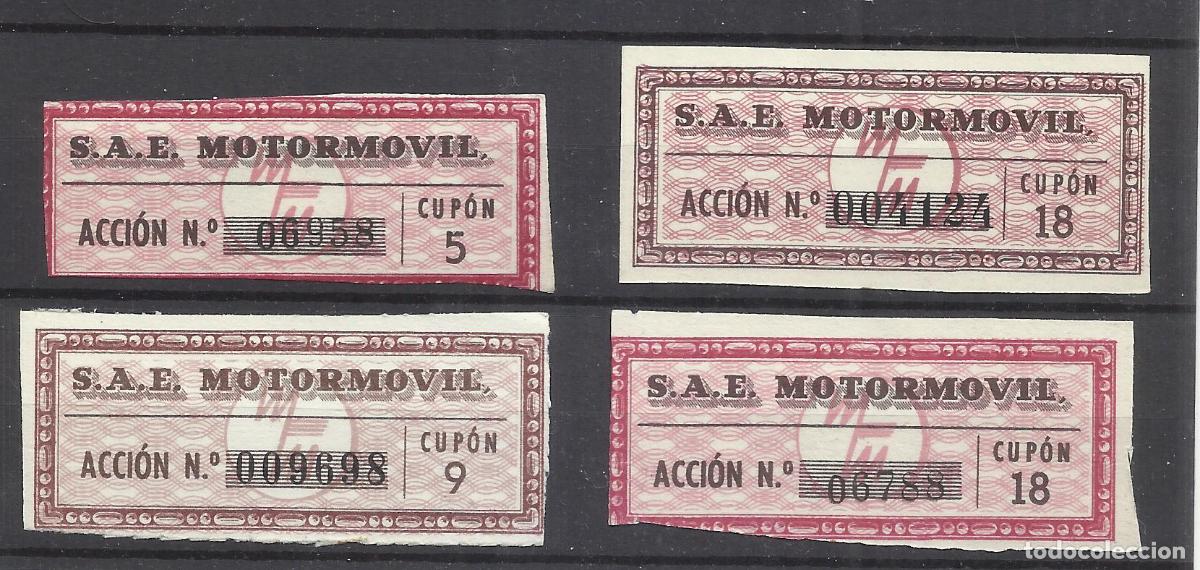 S.A.E. MOTORMOVIL,
ACCIÓN N.º 06958
CUPÓN
5
S.A.E. MOTORMOVIL,
ACCIÓN N.º 004124
CUPÓN
18
S.A.E. MOTORMOVIL,
ACCIÓN N.º 009698
CUPÓN
9
S.A.E. MOTORMOVIL,
ACCIÓN N.º 06788
CUPÓN
18
todocoleccion